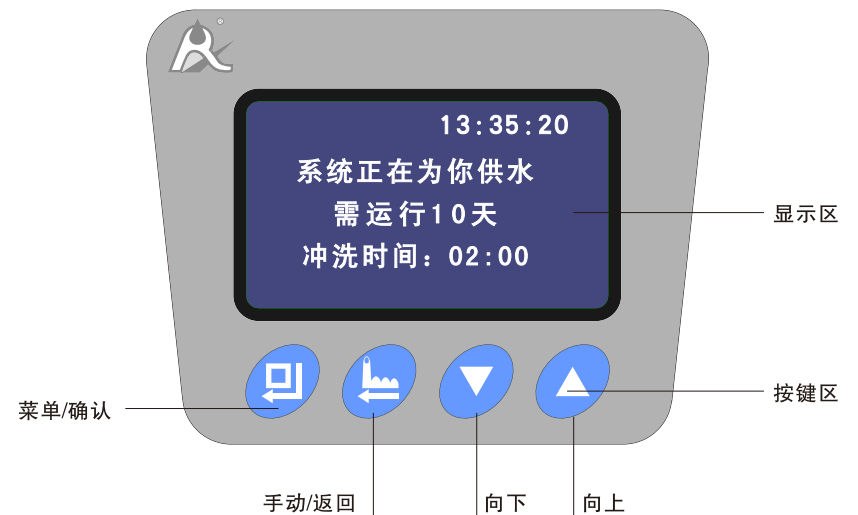 13:35:20
系统正在为你供水
需运行10天
冲洗时间：02:00
显示区
按键区
菜单/确认
手动/返回
向下
向上